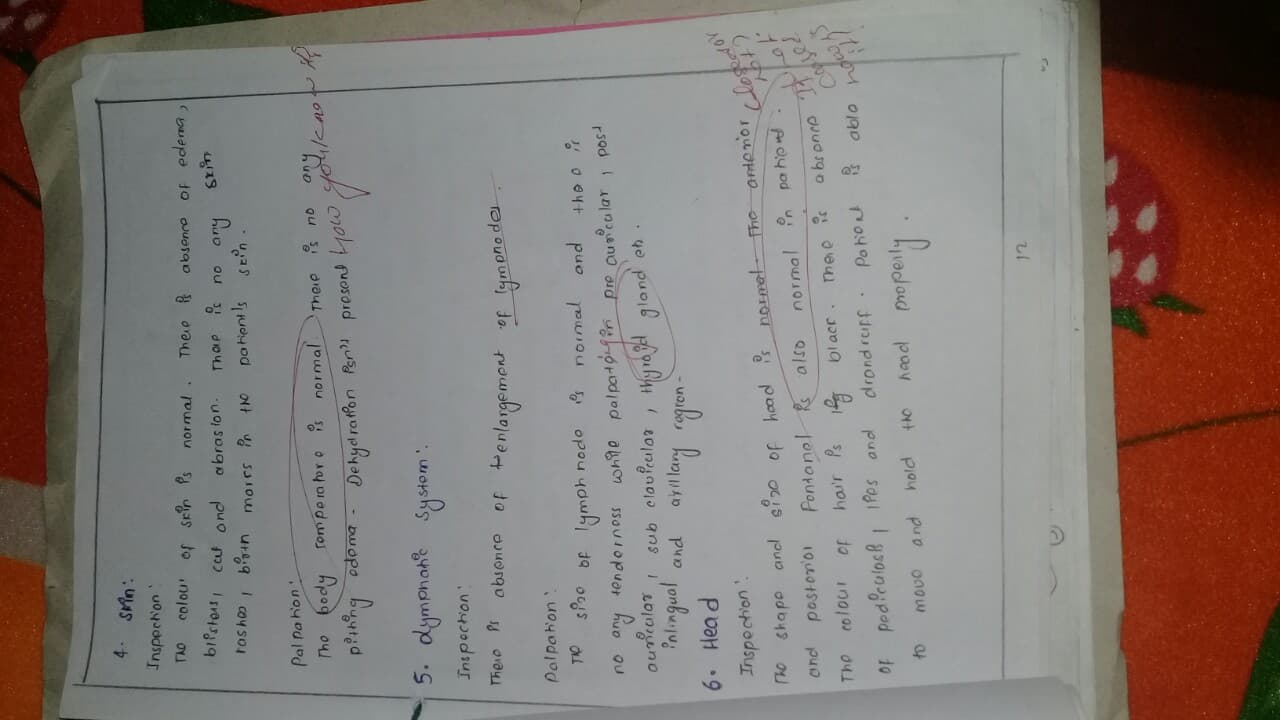 4. Skin:
Inspection:
The colour of skin is normal. There is absence of edema,
blisters, cut and abrasion. There is no any skin
rashes, birth marks in the patient's skin.
Palpation:
The body temperature is normal. There is no any
pitting edema - Dehydration isn't present How you know it?
5. Lymphatic System:
Inspection:
There is absence of enlargement of lymponodes.
Palpation:
The size of lymph node is normal and there is
no any tenderness while palpating in pre auricular, post
auricular, sub clavicular, thyroid gland etc.
inlingual and axillary region-
6. Head
Inspection:
The shape and size of head is normal. The anterior closed or
and posterior Fontanel is also normal in patient. not?
The colour of hair is black. There is absence If
of pediculosis, lies and drondruff. Patient is able closed how is
to move and hold the head properly. it!
12